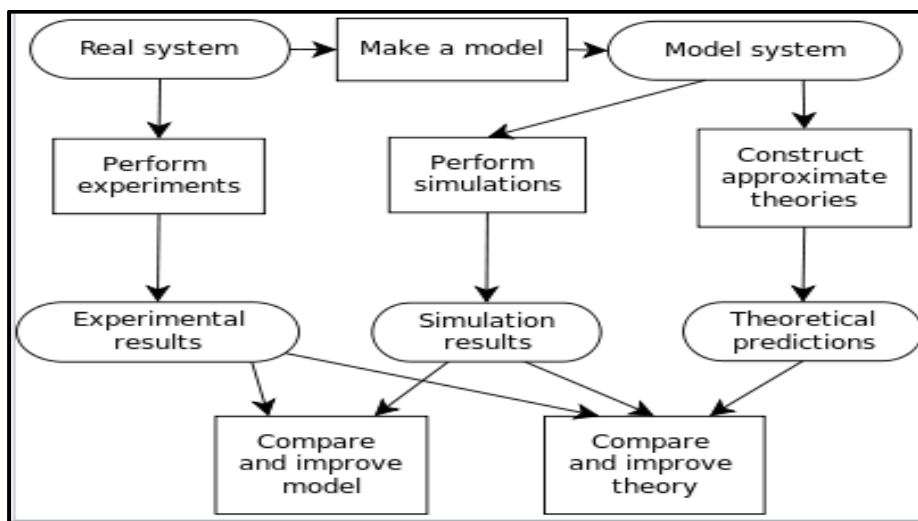 Real system
Make a model
Model system
Perform
experiments
Perform
simulations
Construct
approximate
theories
Experimental
results
Simulation
results
Theoretical
predictions
Compare
and improve
model
Compare
and improve
theory